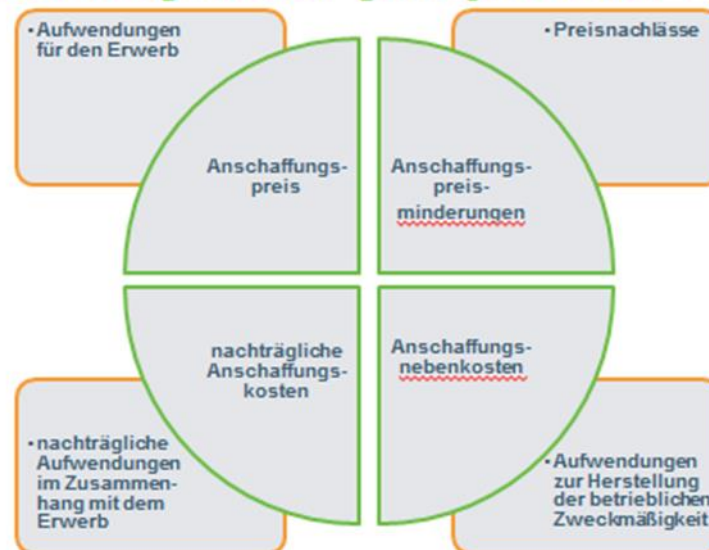 • Aufwendungen
für den Erwerb
• Preisnachlässe
Anschaffungs-
preis
Anschaffungs-
preis-
minderungen
nachträgliche
Anschaffungs-
kosten
Anschaffungs-
nebenkosten
• nachträgliche
Aufwendungen
im Zusammen-
hang mit dem
Erwerb
• Aufwendungen
zur Herstellung
der betrieblichen
Zweckmäßigkeit